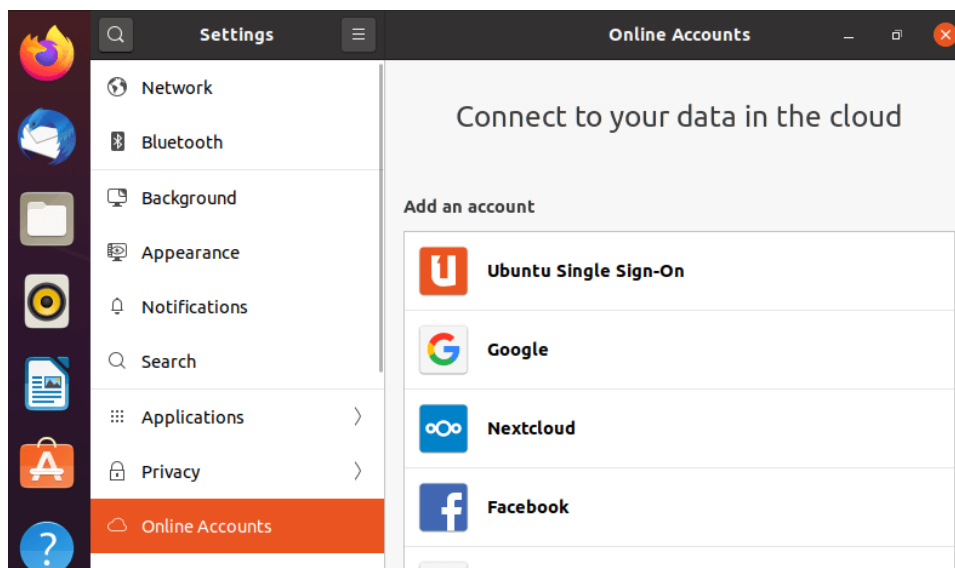 Settings
Online Accounts
Network
Bluetooth
Background
Appearance
Notifications
Search
Applications
Privacy
Online Accounts
Connect to your data in the cloud
Add an account
Ubuntu Single Sign-On
Google
Nextcloud
Facebook